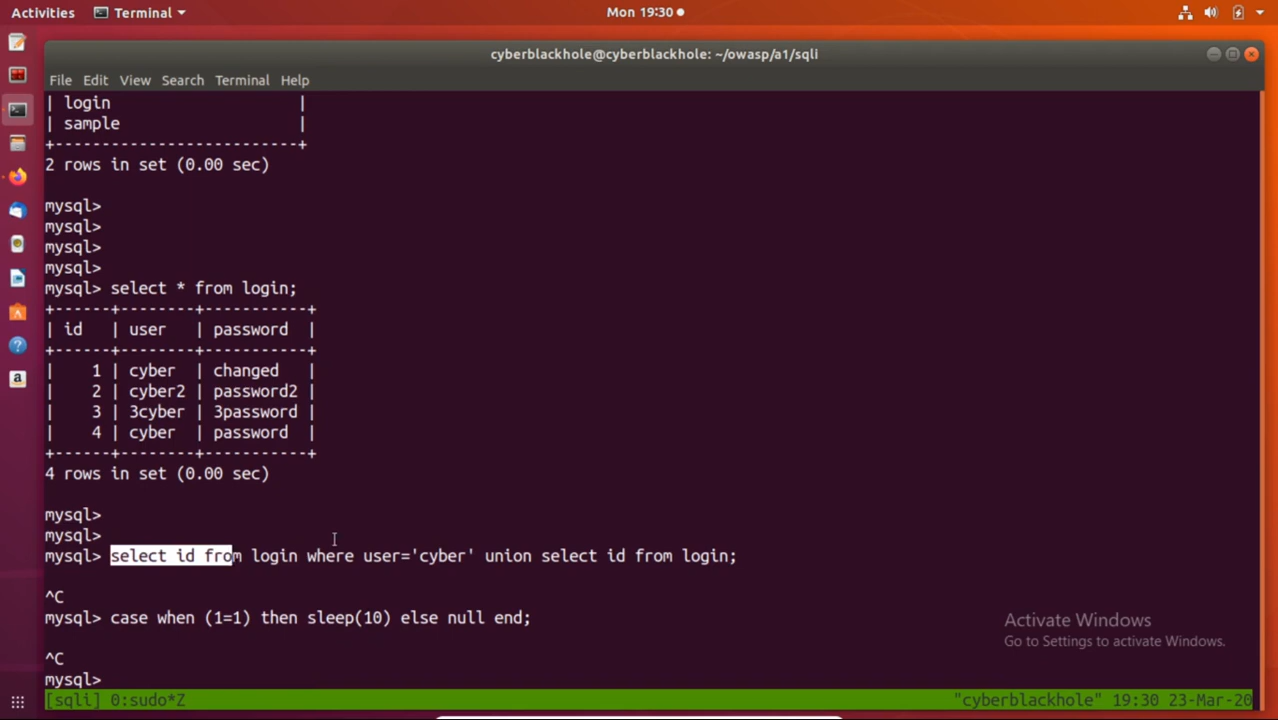 Activities Terminal Mon 19:30
cyberblackhole@cyberblackhole: ~/owasp/a1/sqli
File Edit View Search Terminal Help
| login                   |
| sample                  |
+-------------------------+
2 rows in set (0.00 sec)
mysql>
mysql>
mysql>
mysql>
mysql> select * from login;
+------+--------+-----------+
| id   | user   | password  |
+------+--------+-----------+
|    1 | cyber  | changed   |
|    2 | cyber2 | password2 |
|    3 | 3cyber | 3password |
|    4 | cyber  | password  |
+------+--------+-----------+
4 rows in set (0.00 sec)
mysql>
mysql>
mysql> select id from login where user='cyber' union select id from login;
^C
mysql> case when (1=1) then sleep(10) else null end;
^C
mysql>
Activate Windows
Go to Settings to activate Windows.
[sqli] 0:sudo*Z "cyberblackhole" 19:30 23-Mar-20